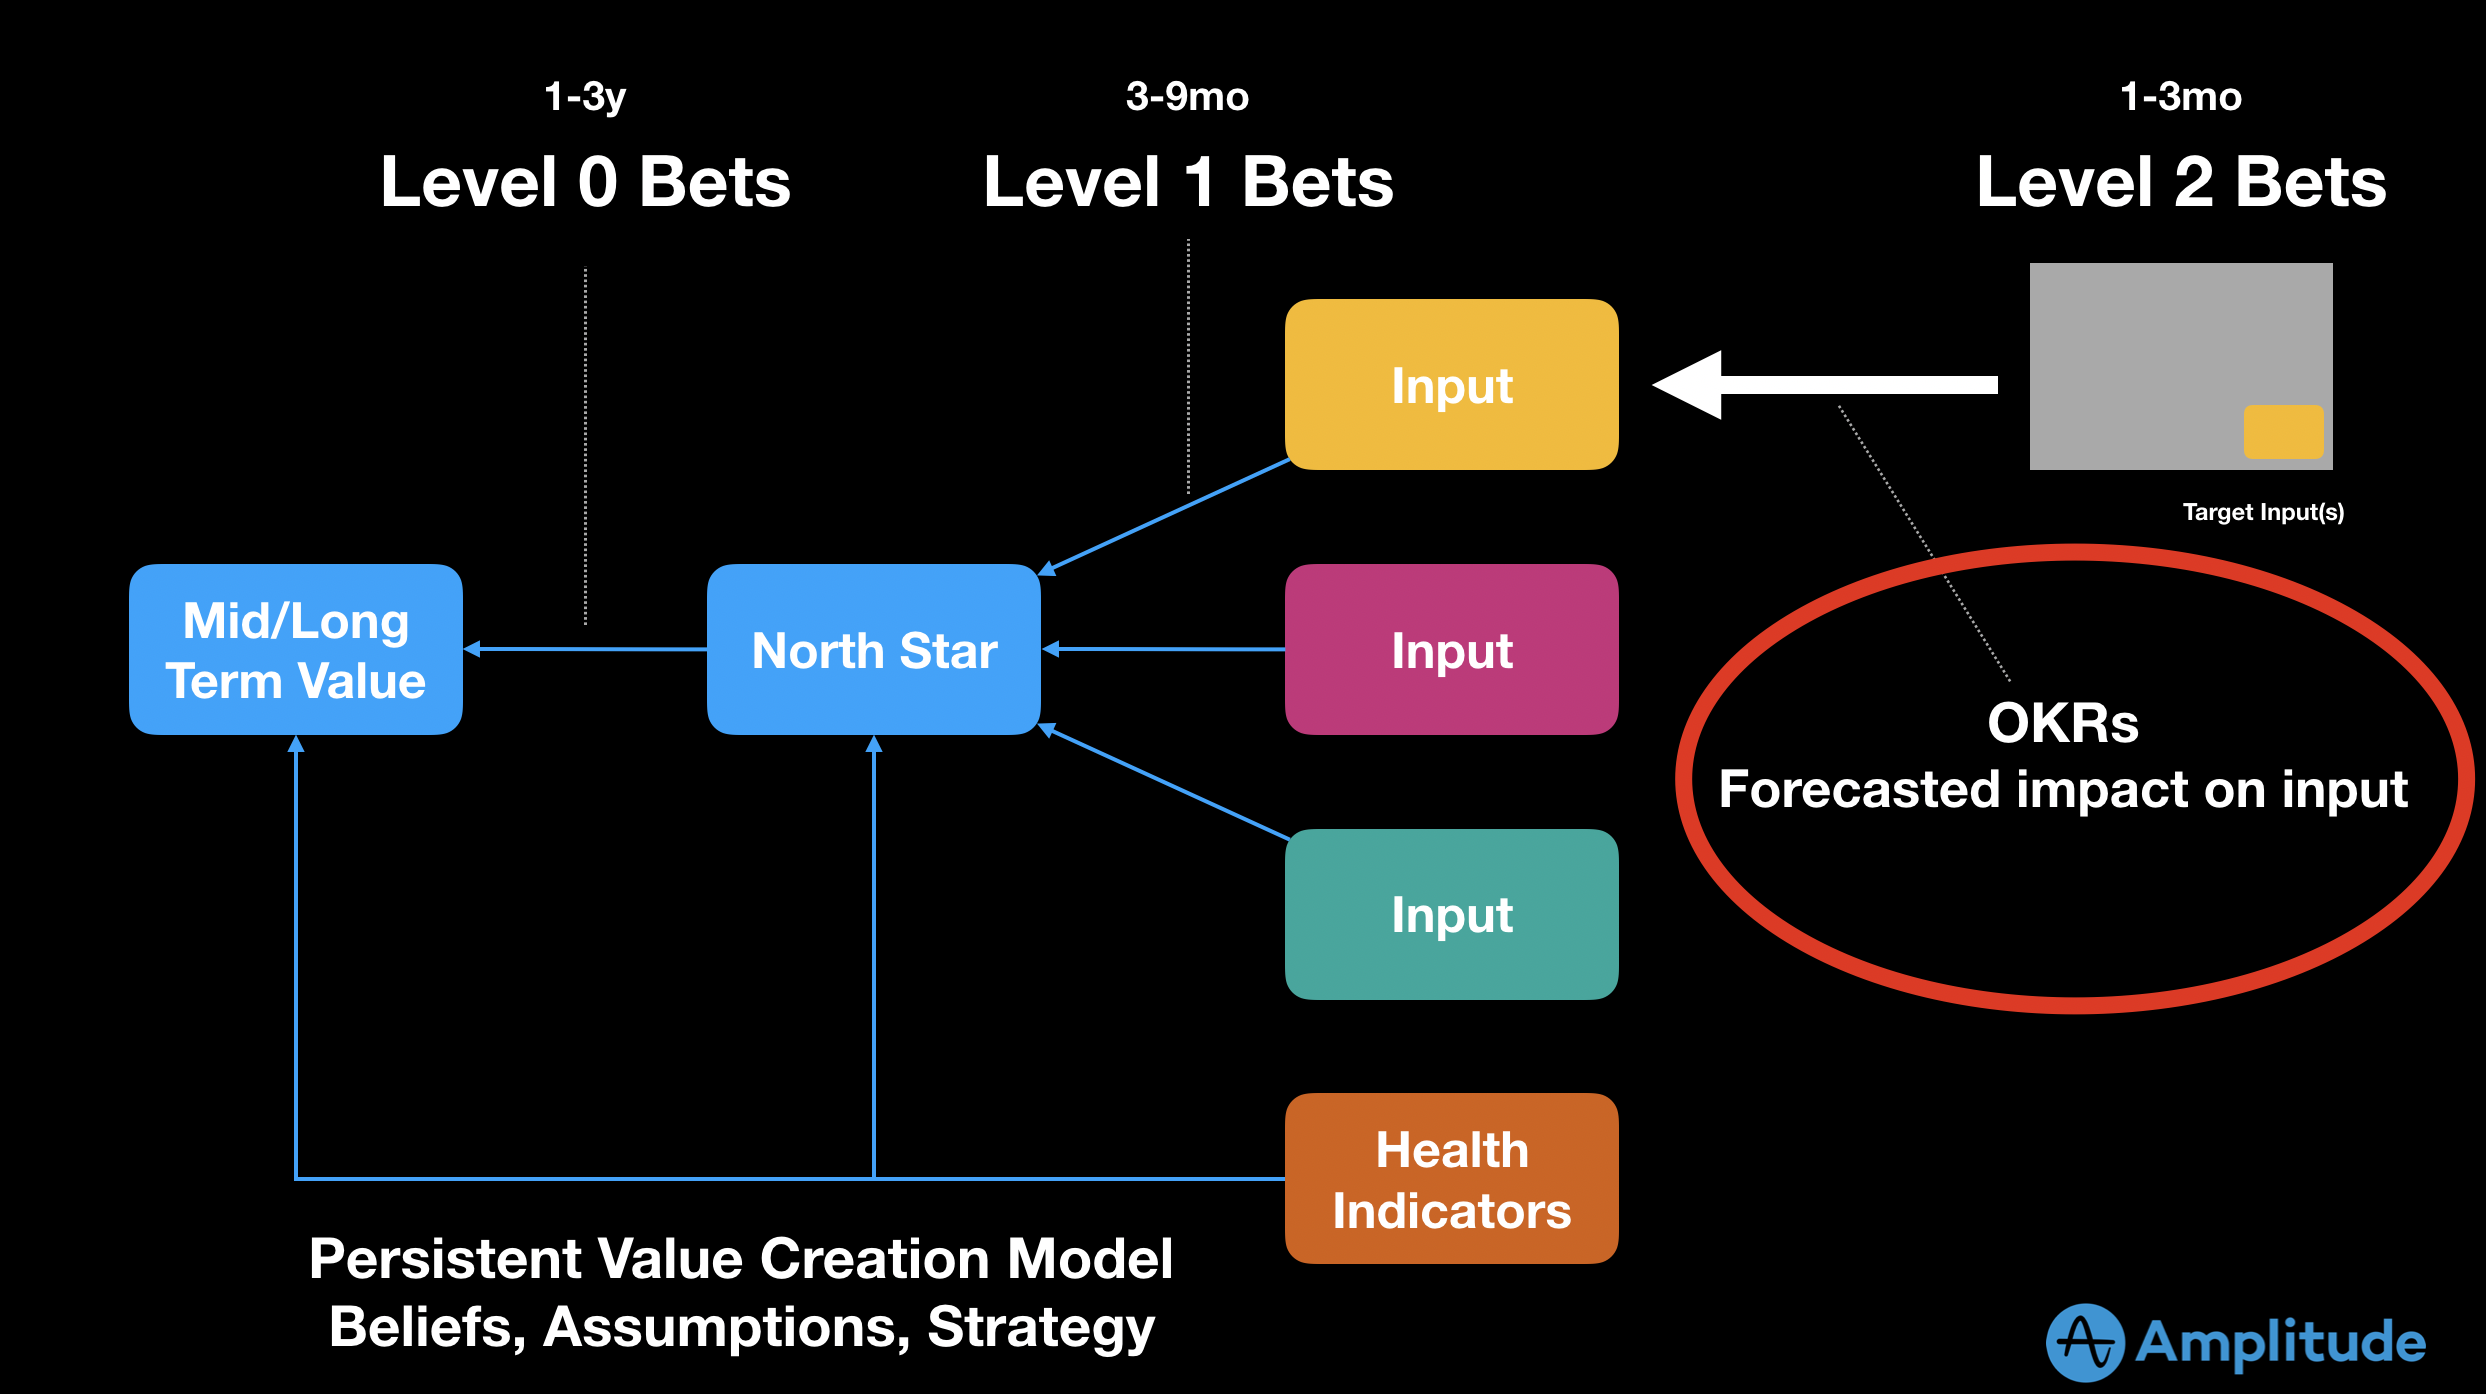 1-3y
Level 0 Bets
3-9mo
Level 1 Bets
1-3mo
Level 2 Bets
Input
Target Input(s)
Mid/Long
Term Value
North Star
Input
OKRs
Forecasted impact on input
Input
Health
Indicators
Persistent Value Creation Model
Beliefs, Assumptions, Strategy
Amplitude